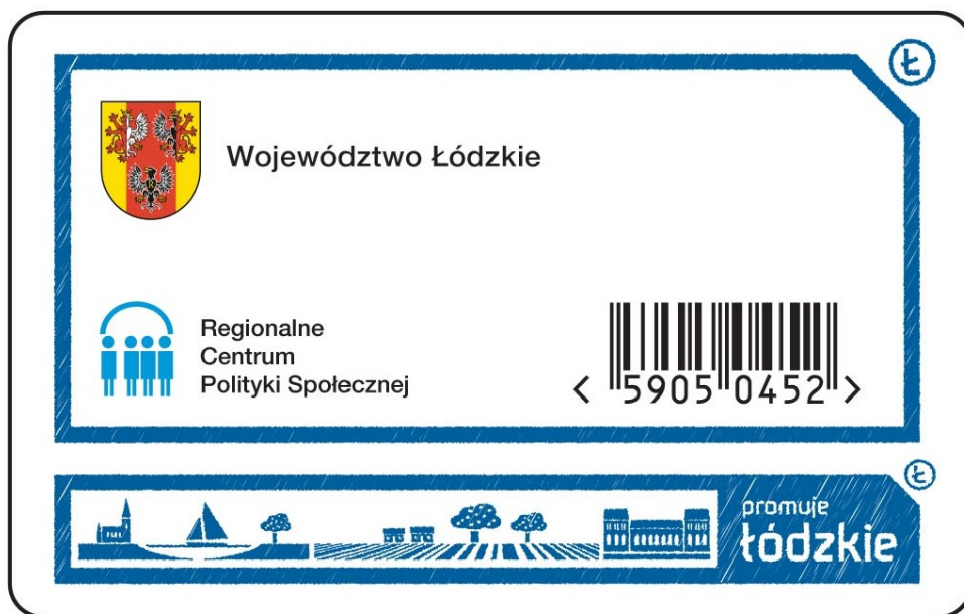 Ł
Województwo Łódzkie
Regionalne
Centrum
Polityki Społecznej
< 5905 0452 >
Ł
promuje
łódzkie